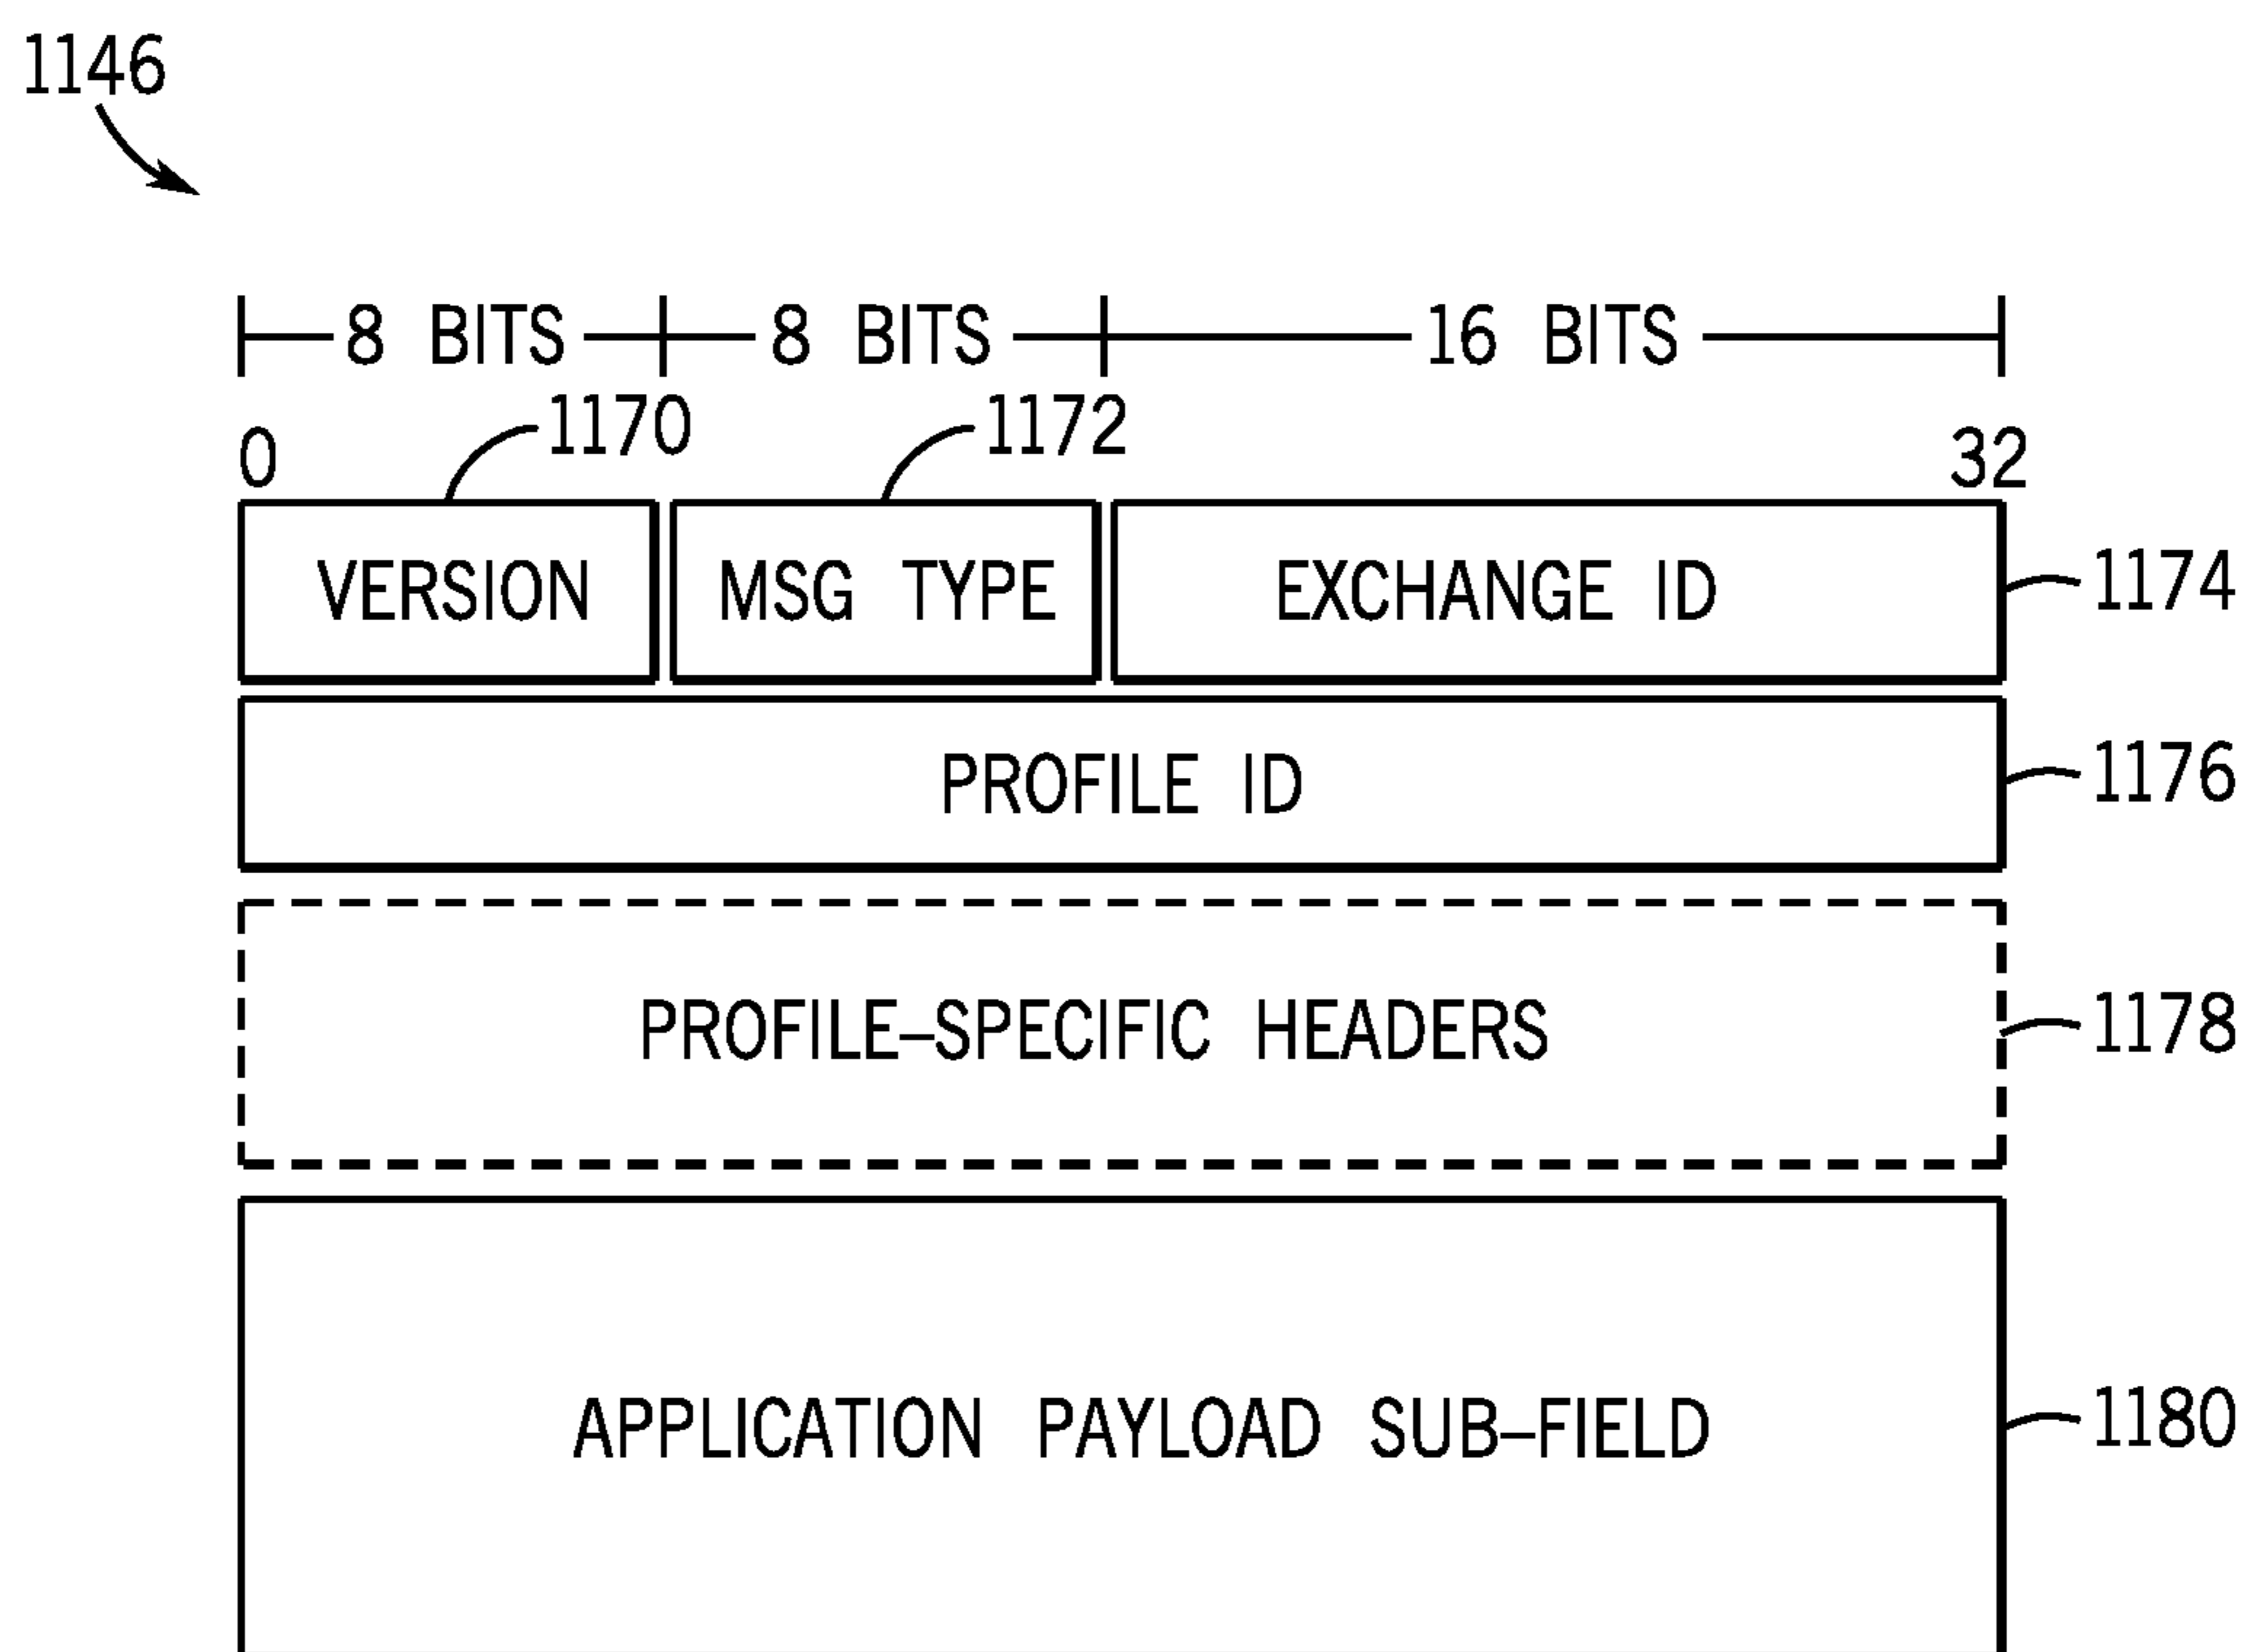 1146
8 BITS 8 BITS 16 BITS
1170 1172
0 32
VERSION MSG TYPE EXCHANGE ID 1174
PROFILE ID 1176
PROFILE–SPECIFIC HEADERS 1178
APPLICATION PAYLOAD SUB–FIELD 1180